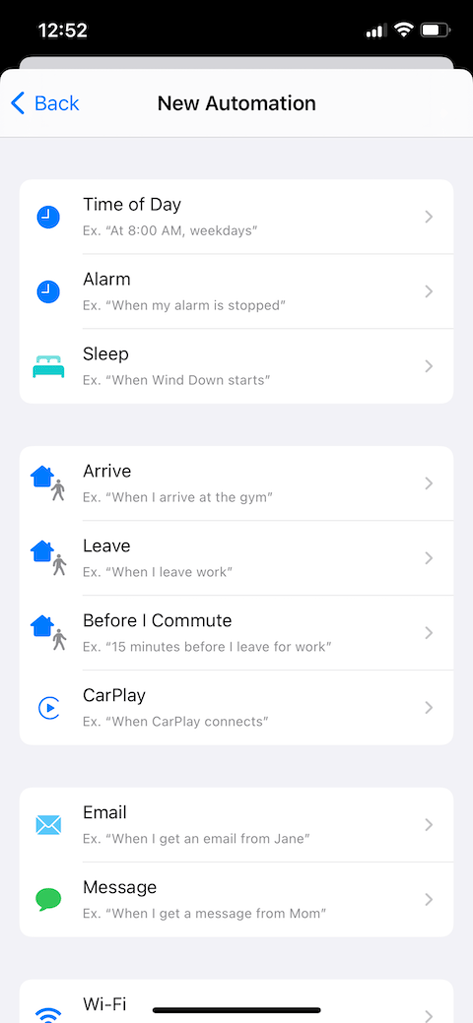 12:52
Back
New Automation
Time of Day
Ex. “At 8:00 AM, weekdays”
Alarm
Ex. “When my alarm is stopped”
Sleep
Ex. “When Wind Down starts”
Arrive
Ex. “When I arrive at the gym”
Leave
Ex. “When I leave work”
Before I Commute
Ex. “15 minutes before I leave for work”
CarPlay
Ex. “When CarPlay connects”
Email
Ex. “When I get an email from Jane”
Message
Ex. “When I get a message from Mom”
Wi-Fi